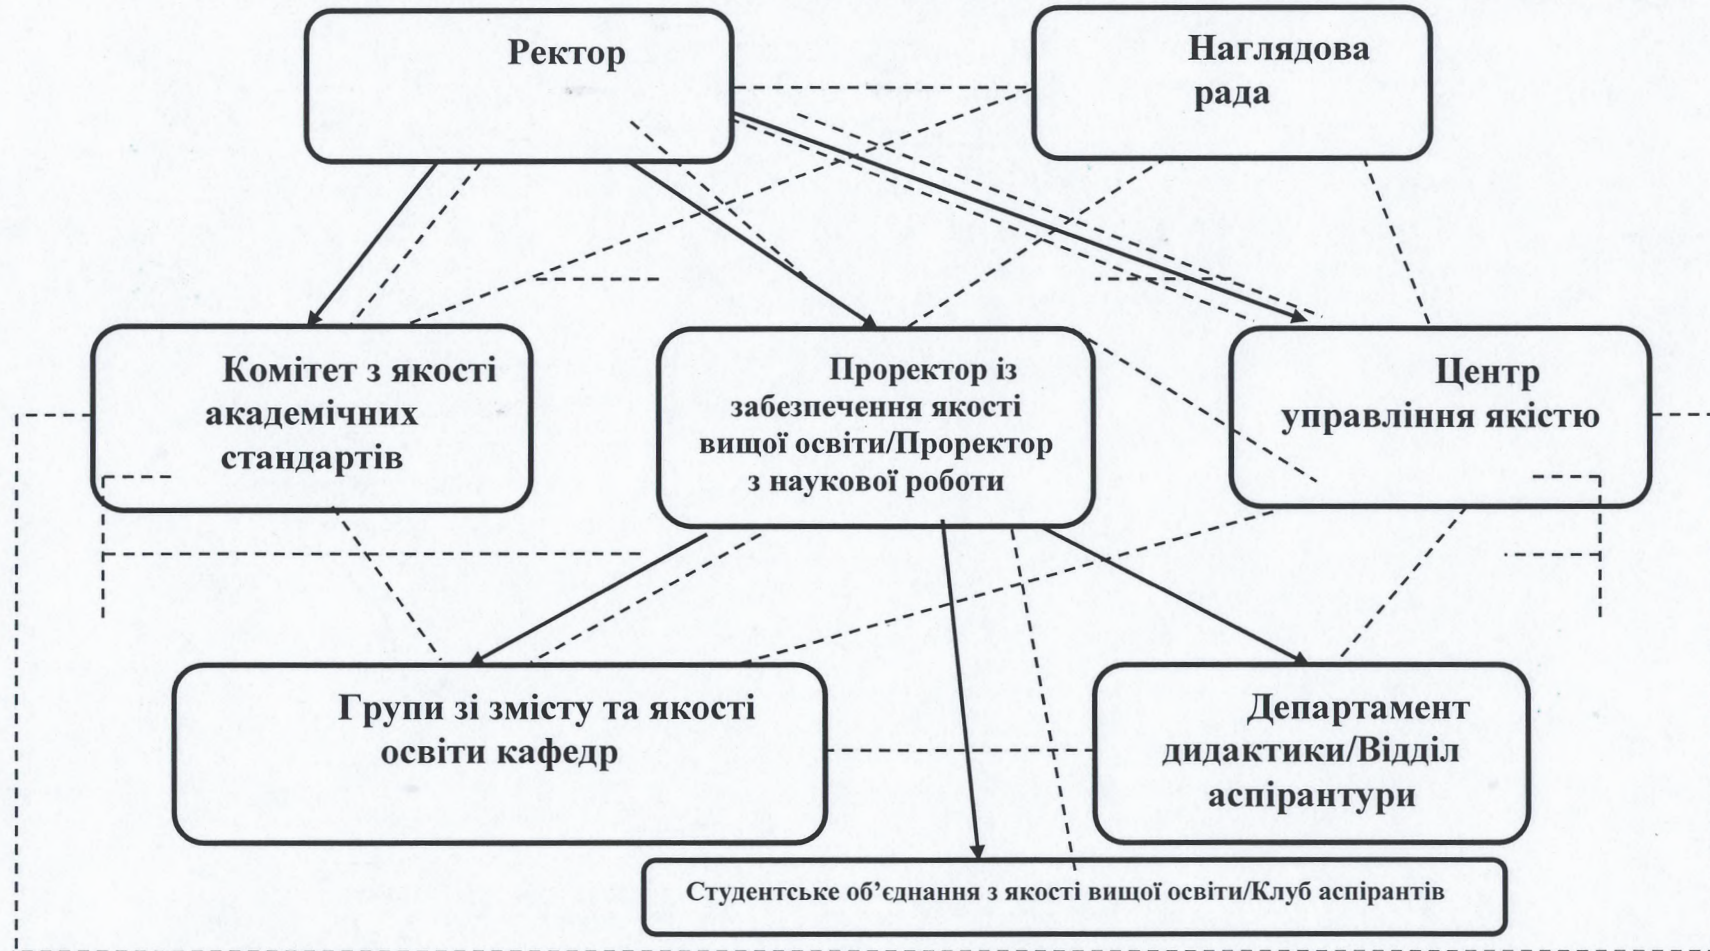 Ректор
Наглядова
рада
Комітет з якості
академічних
стандартів
Проректор із
забезпечення якості
вищої освіти/Проректор
з наукової роботи
Центр
управління якістю
Групи зі змісту та якості
освіти кафедр
Департамент
дидактики/Відділ
аспірантури
Студентське об’єднання з якості вищої освіти/Клуб аспірантів